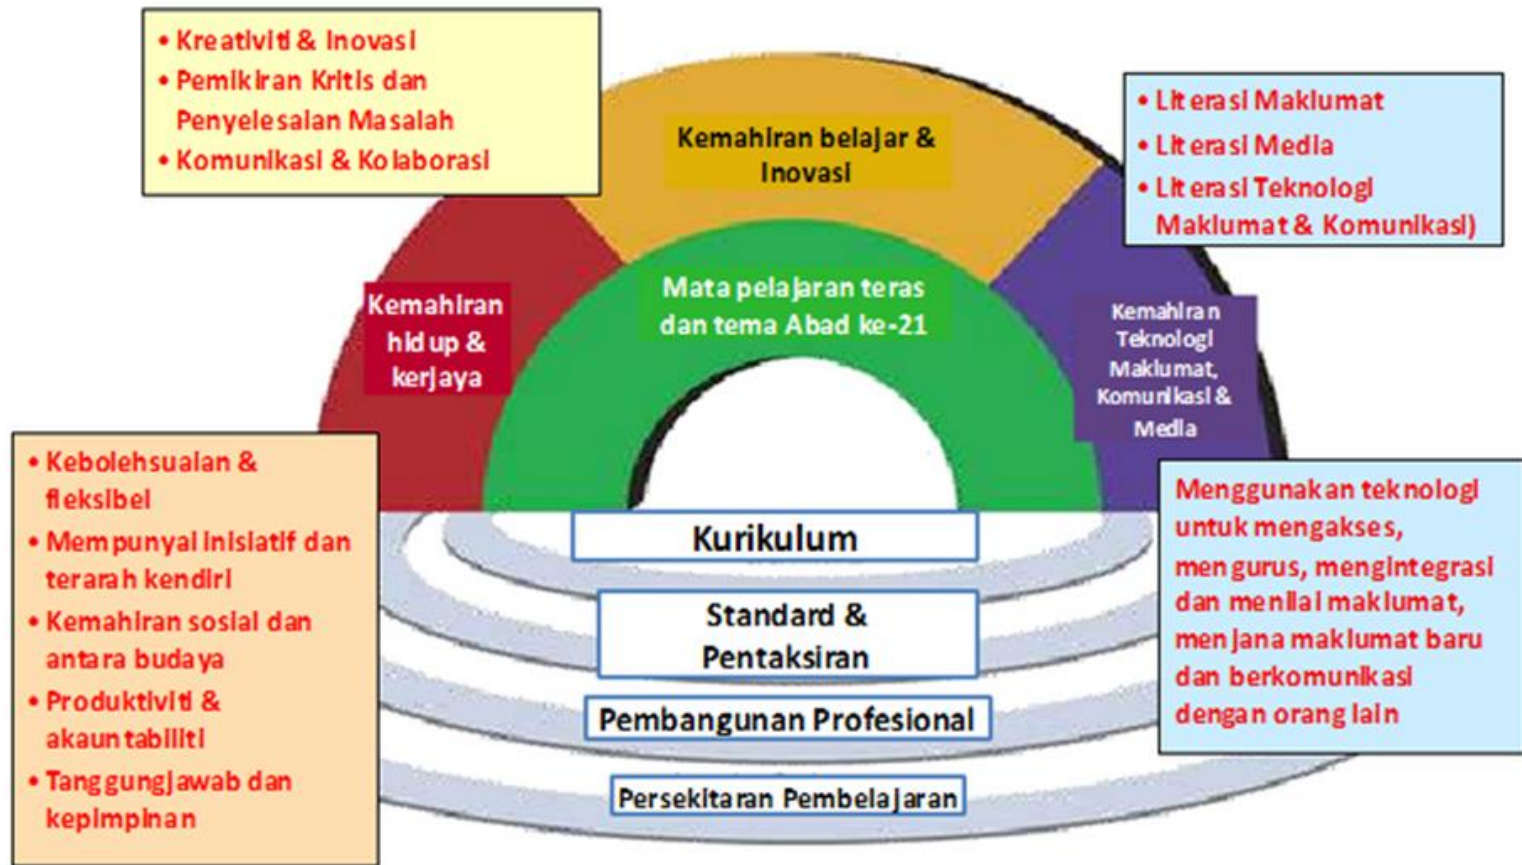 • Kreativiti & Inovasi
• Pemikiran Kritis dan
Penyelesaian Masalah
• Komunikasi & Kolaborasi
Kemahiran belajar &
Inovasi
• Literasi Maklumat
• Literasi Media
• Literasi Teknologi
Maklumat & Komunikasi)
Kemahiran
hidup &
kerjaya
Mata pelajaran teras
dan tema Abad ke-21
Kemahiran
Teknologi
Maklumat,
Komunikasi &
Media
• Kebolehsuaian &
fleksibel
• Mempunyai inisiatif dan
terarah kendiri
• Kemahiran sosial dan
antara budaya
• Produktiviti &
akauntabiliti
• Tanggungjawab dan
kepimpinan
Kurikulum
Standard &
Pentaksiran
Pembangunan Profesional
Persekitaran Pembelajaran
Menggunakan teknologi
untuk mengakses,
mengurus, mengintegrasi
dan menilai maklumat,
menjana maklumat baru
dan berkomunikasi
dengan orang lain